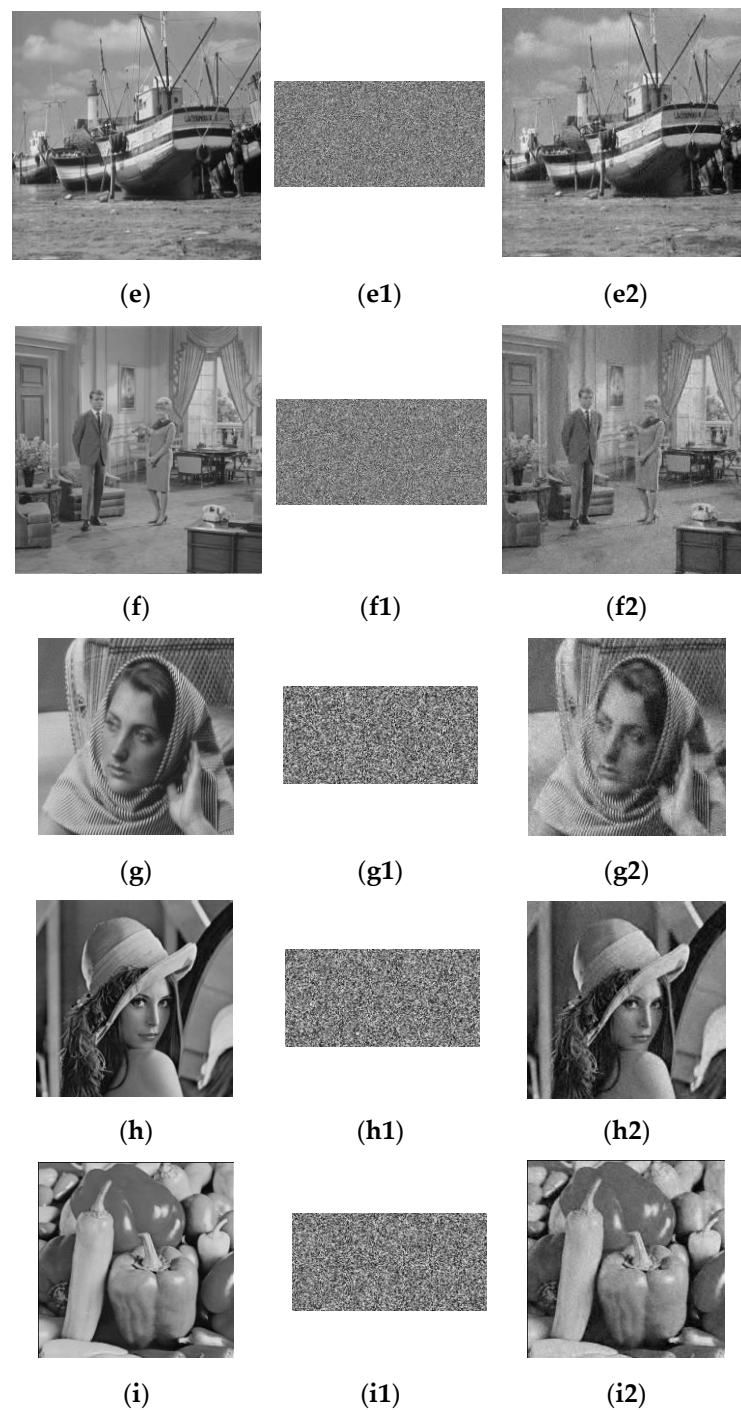 (e) (e1) (e2)
(f) (f1) (f2)
(g) (g1) (g2)
(h) (h1) (h2)
(i) (i1) (i2)